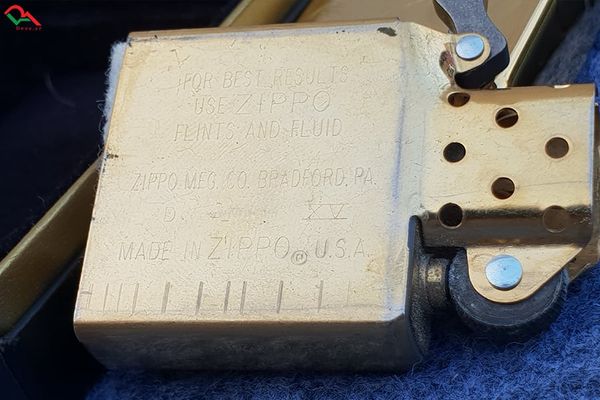 FOR BEST RESULTS
USE ZIPPO
FLINTS AND FLUID
ZIPPO MFG. CO. BRADFORD, PA.
D XV
MADE IN ZIPPO® U.S.A.